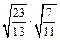 √(23/13) · √(7/11)